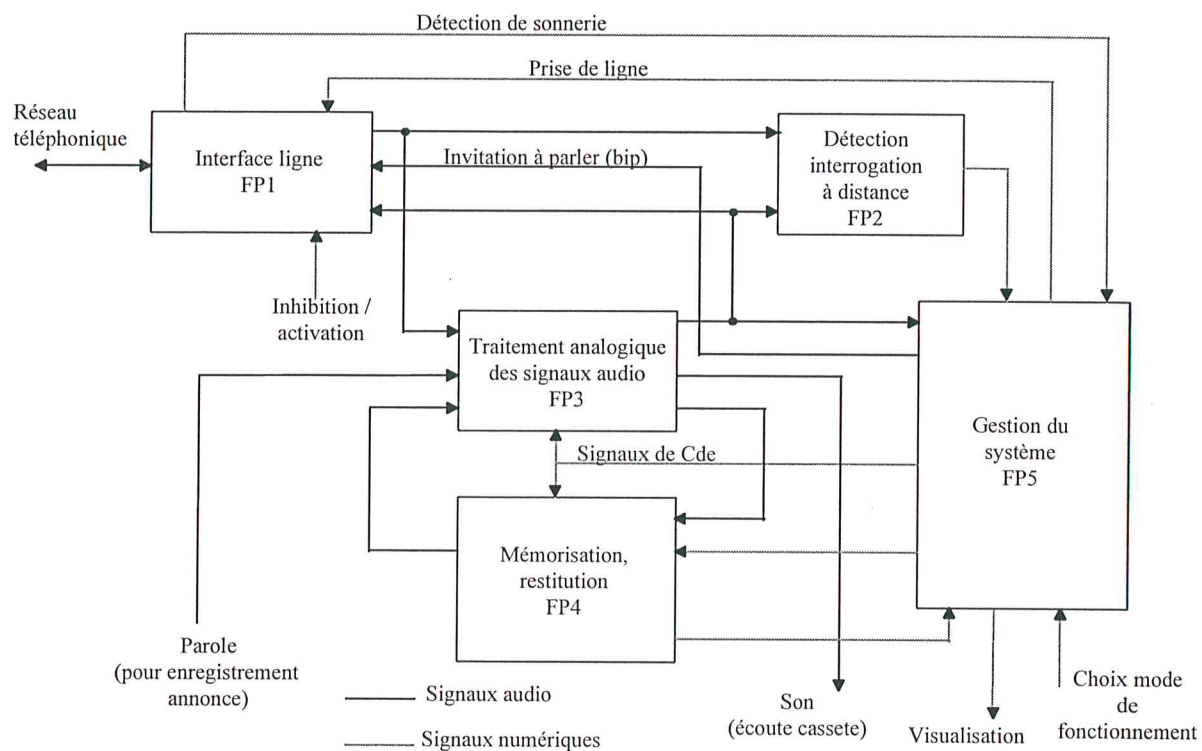 Détection de sonnerie
Prise de ligne
Réseau
téléphonique
Interface ligne
FP1
Invitation à parler (bip)
Détection
interrogation
à distance
FP2
Inhibition /
activation
Traitement analogique
des signaux audio
FP3
Signaux de Cde
Gestion du
système
FP5
Mémorisation,
restitution
FP4
Parole
(pour enregistrement
annonce)
Signaux audio
Signaux numériques
Son
(écoute cassete)
Visualisation
Choix mode
de
fonctionnement